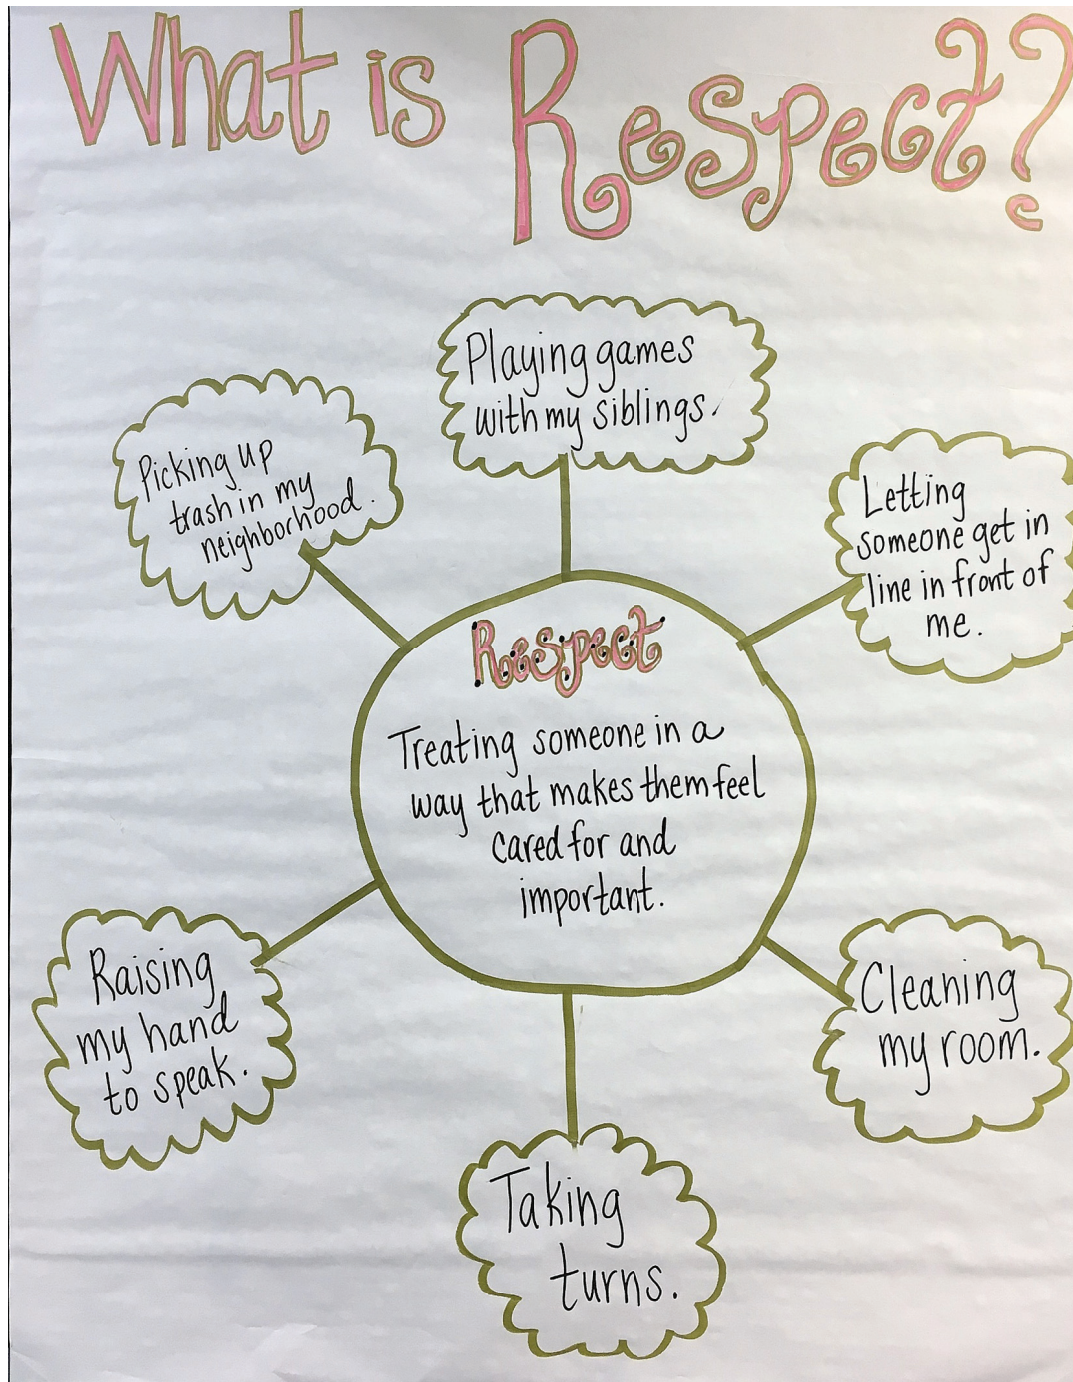 What is Respect?
Playing games
with my siblings.
Picking up
trash in my
neighborhood.
Letting
someone get in
line in front of
me.
Respect
Treating someone in a
way that makes them feel
cared for and
important.
Raising
my hand
to speak.
Cleaning
my room.
Taking
turns.